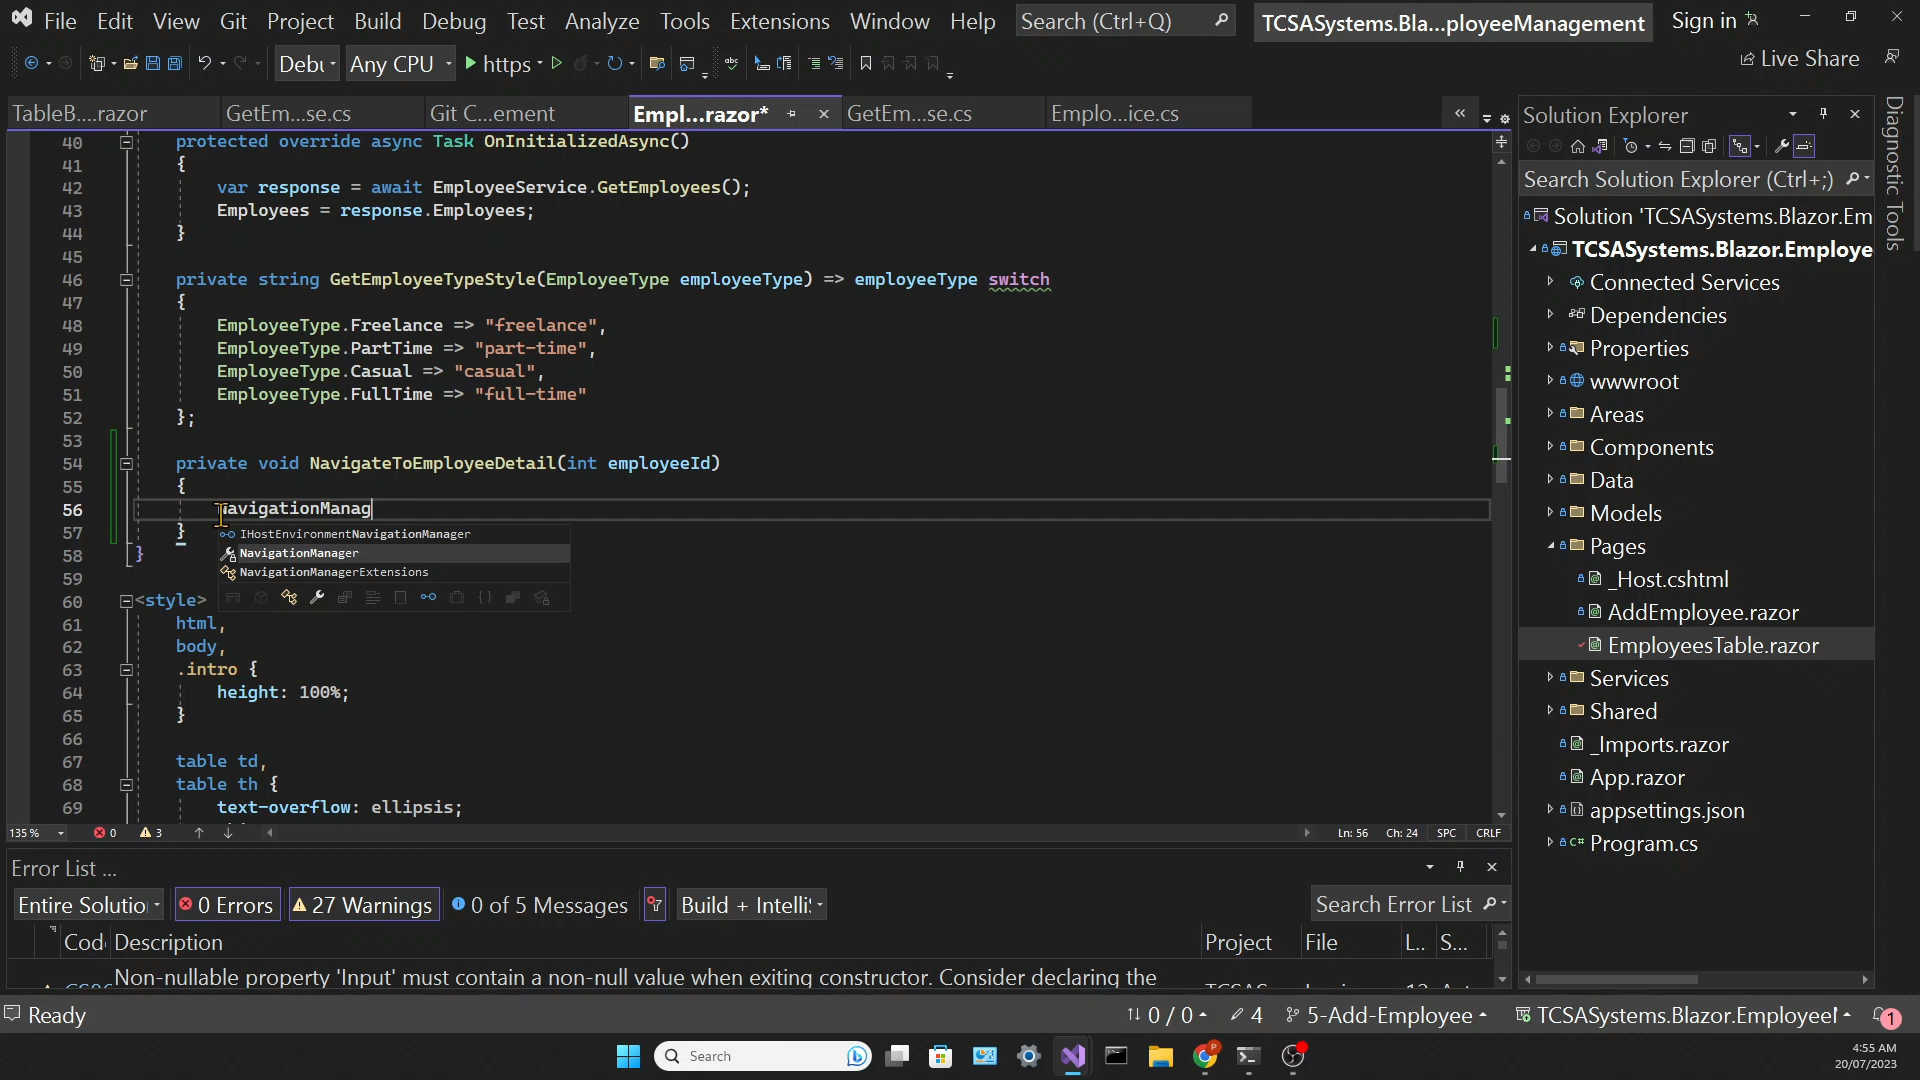 File Edit View Git Project Build Debug Test Analyze Tools Extensions Window Help Search (Ctrl+Q) TCSASystems.Bla...ployeeManagement Sign in
Any CPU https Live Share
TableB....razor GetEm...se.cs Git C...ement Empl...razor* GetEm...se.cs Emplo...ice.cs
40 protected override async Task OnInitializedAsync()
41 {
42 var response = await EmployeeService.GetEmployees();
43 Employees = response.Employees;
44 }
45
46 private string GetEmployeeTypeStyle(EmployeeType employeeType) => employeeType switch
47 {
48 EmployeeType.Freelance => "freelance",
49 EmployeeType.PartTime => "part-time",
50 EmployeeType.Casual => "casual",
51 EmployeeType.FullTime => "full-time"
52 };
53
54 private void NavigateToEmployeeDetail(int employeeId)
55 {
56 NavigationManag
57 }
IHostEnvironmentNavigationManager
NavigationManager
NavigationManagerExtensions
58 }
59
60 <style>
61 html,
62 body,
63 .intro {
64 height: 100%;
65 }
66
67 table td,
68 table th {
69 text-overflow: ellipsis;
135 % 0 3 Ln: 56 Ch: 24 SPC CRLF
Solution Explorer
Search Solution Explorer (Ctrl+;)
Solution 'TCSASystems.Blazor.Em
TCSASystems.Blazor.Employe
Connected Services
Dependencies
Properties
wwwroot
Areas
Components
Data
Models
Pages
_Host.cshtml
AddEmployee.razor
EmployeesTable.razor
Services
Shared
_Imports.razor
App.razor
appsettings.json
Program.cs
Diagnostic Tools
Error List ...
Entire Solutio 0 Errors 27 Warnings 0 of 5 Messages Build + Intelli Search Error List
Description Project File L.. S...
Non-nullable property 'Input' must contain a non-null value when exiting constructor. Consider declaring the
Ready 0 / 0 4 5-Add-Employee TCSASystems.Blazor.Employee 1
Search
4:55 AM
20/07/2023